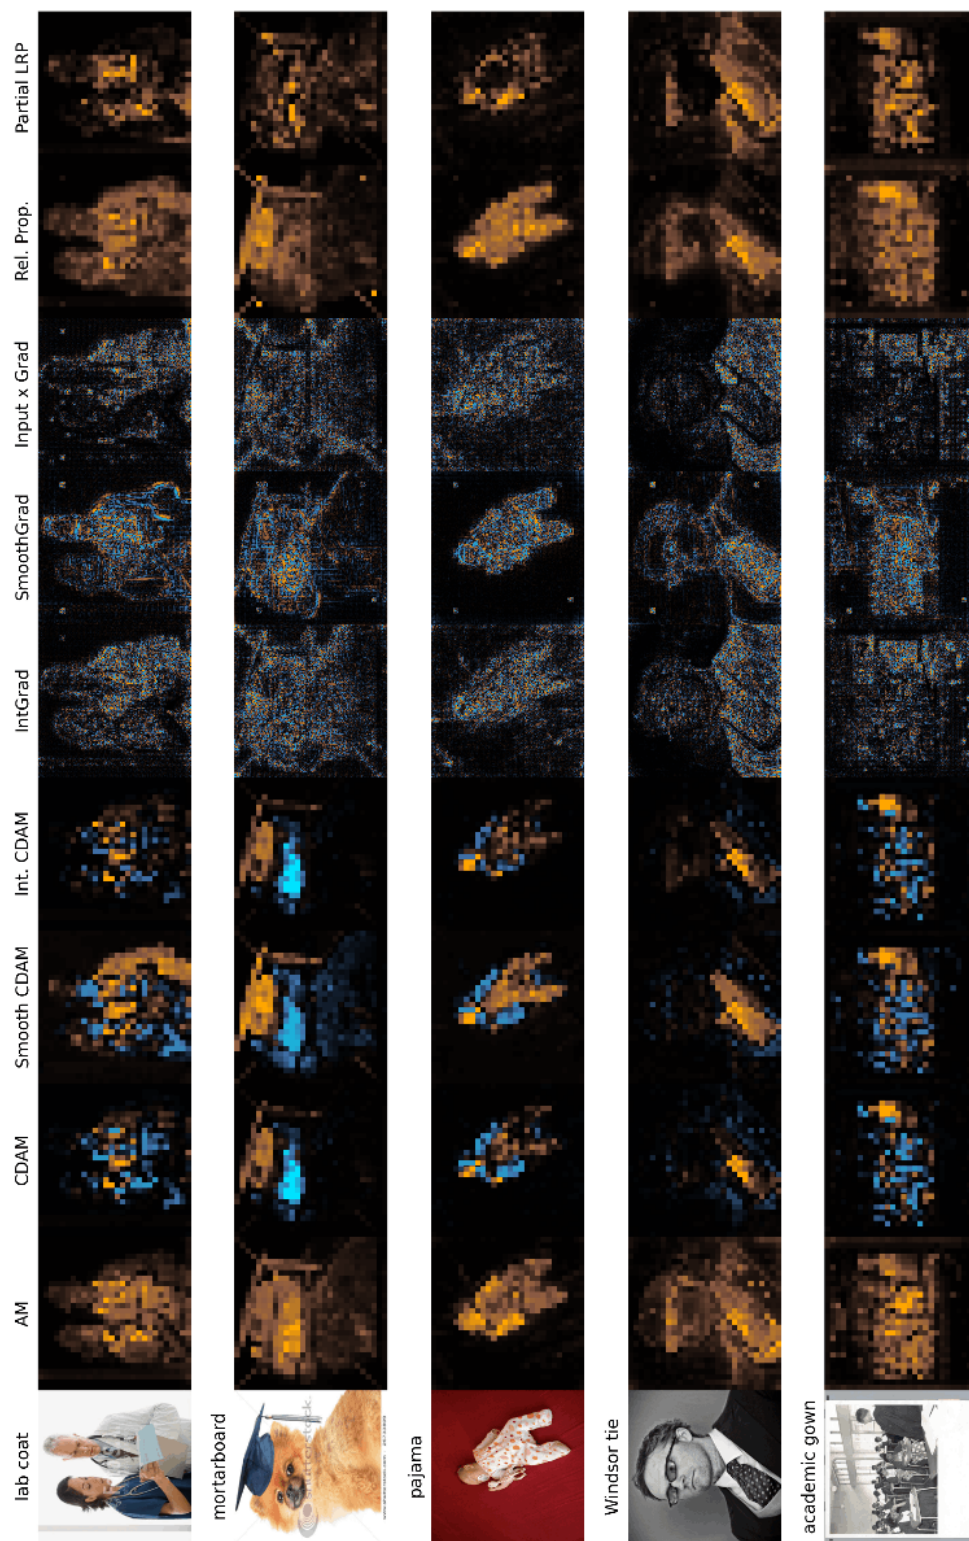 AM
CDAM
Smooth CDAM
Int. CDAM
IntGrad
SmoothGrad
Input x Grad
Rel. Prop.
Partial LRP
lab coat
mortarboard
pajama
Windsor tie
academic gown